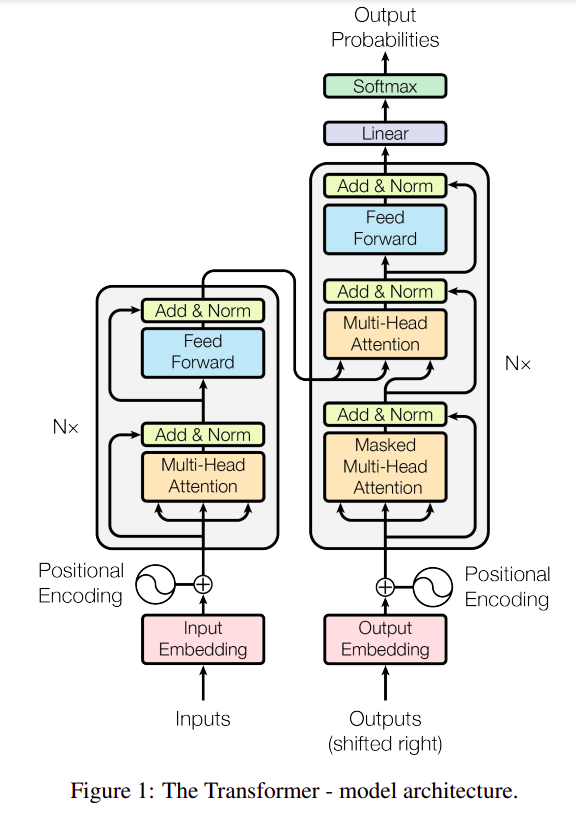 Output
Probabilities
Softmax
Linear
Add & Norm
Feed
Forward
Add & Norm
Multi-Head
Attention
Add & Norm
Masked
Multi-Head
Attention
N×
Add & Norm
Feed
Forward
Add & Norm
Multi-Head
Attention
N×
Positional
Encoding
Positional
Encoding
Input
Embedding
Output
Embedding
Inputs
Outputs
(shifted right)
Figure 1: The Transformer - model architecture.